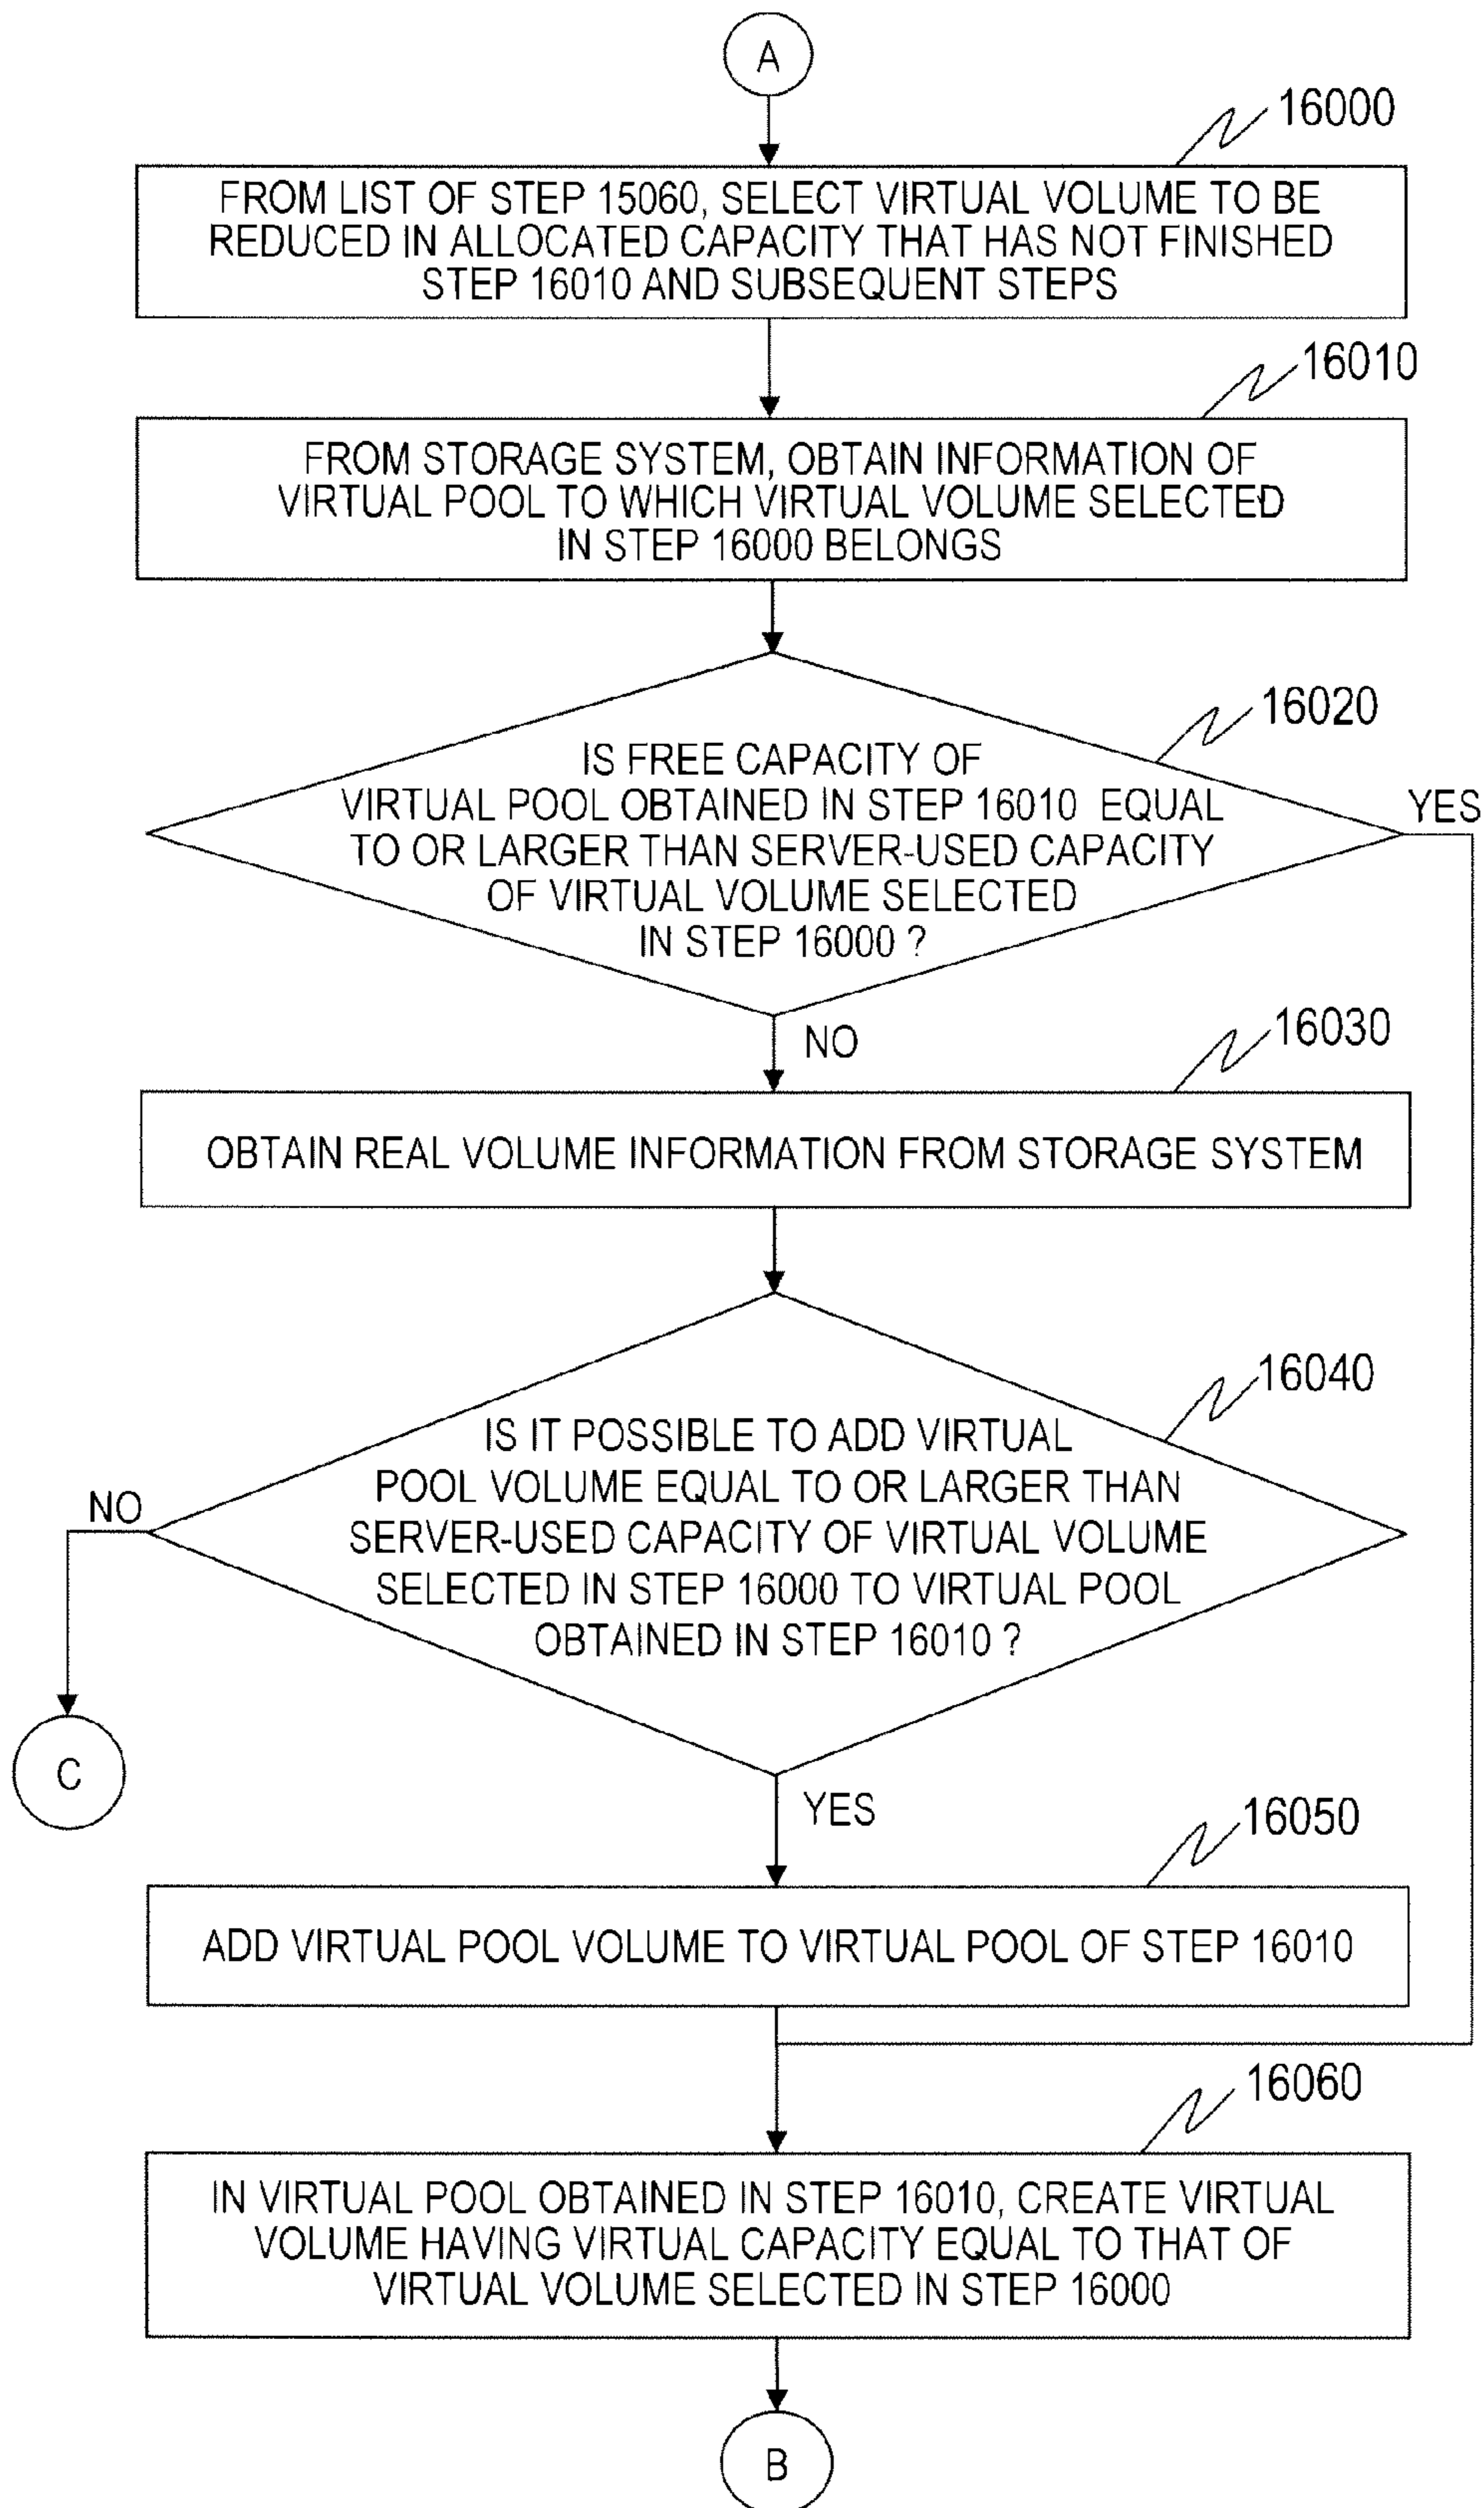 A
16000
FROM LIST OF STEP 15060, SELECT VIRTUAL VOLUME TO BE
REDUCED IN ALLOCATED CAPACITY THAT HAS NOT FINISHED
STEP 16010 AND SUBSEQUENT STEPS
16010
FROM STORAGE SYSTEM, OBTAIN INFORMATION OF
VIRTUAL POOL TO WHICH VIRTUAL VOLUME SELECTED
IN STEP 16000 BELONGS
16020
IS FREE CAPACITY OF
VIRTUAL POOL OBTAINED IN STEP 16010 EQUAL
TO OR LARGER THAN SERVER-USED CAPACITY
OF VIRTUAL VOLUME SELECTED
IN STEP 16000 ?
YES
NO
16030
OBTAIN REAL VOLUME INFORMATION FROM STORAGE SYSTEM
16040
IS IT POSSIBLE TO ADD VIRTUAL
POOL VOLUME EQUAL TO OR LARGER THAN
SERVER-USED CAPACITY OF VIRTUAL VOLUME
SELECTED IN STEP 16000 TO VIRTUAL POOL
OBTAINED IN STEP 16010 ?
NO
C
YES
16050
ADD VIRTUAL POOL VOLUME TO VIRTUAL POOL OF STEP 16010
16060
IN VIRTUAL POOL OBTAINED IN STEP 16010, CREATE VIRTUAL
VOLUME HAVING VIRTUAL CAPACITY EQUAL TO THAT OF
VIRTUAL VOLUME SELECTED IN STEP 16000
B